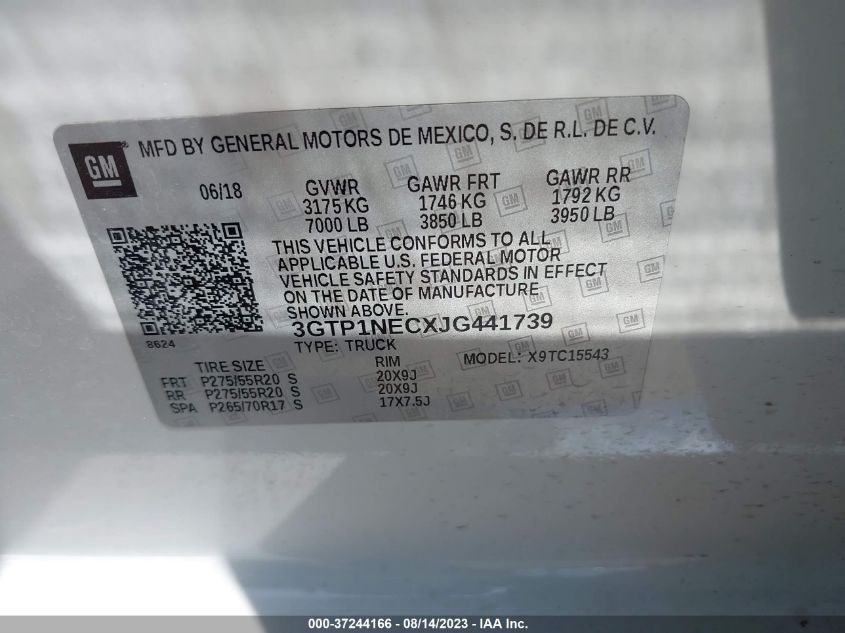 GM MFD BY GENERAL MOTORS DE MEXICO, S. DE R.L. DE C.V.
06/18 GVWR GAWR FRT GAWR RR
3175 KG 1746 KG 1792 KG
7000 LB 3850 LB 3950 LB
THIS VEHICLE CONFORMS TO ALL
APPLICABLE U.S. FEDERAL MOTOR
VEHICLE SAFETY STANDARDS IN EFFECT
ON THE DATE OF MANUFACTURE
SHOWN ABOVE.
3GTP1NECXJG441739
8624
TYPE: TRUCK MODEL: X9TC15543
TIRE SIZE RIM
FRT P275/55R20 S 20X9J
RR P275/55R20 S 20X9J
SPA P265/70R17 S 17X7.5J
000-37244166 - 08/14/2023 - IAA Inc.